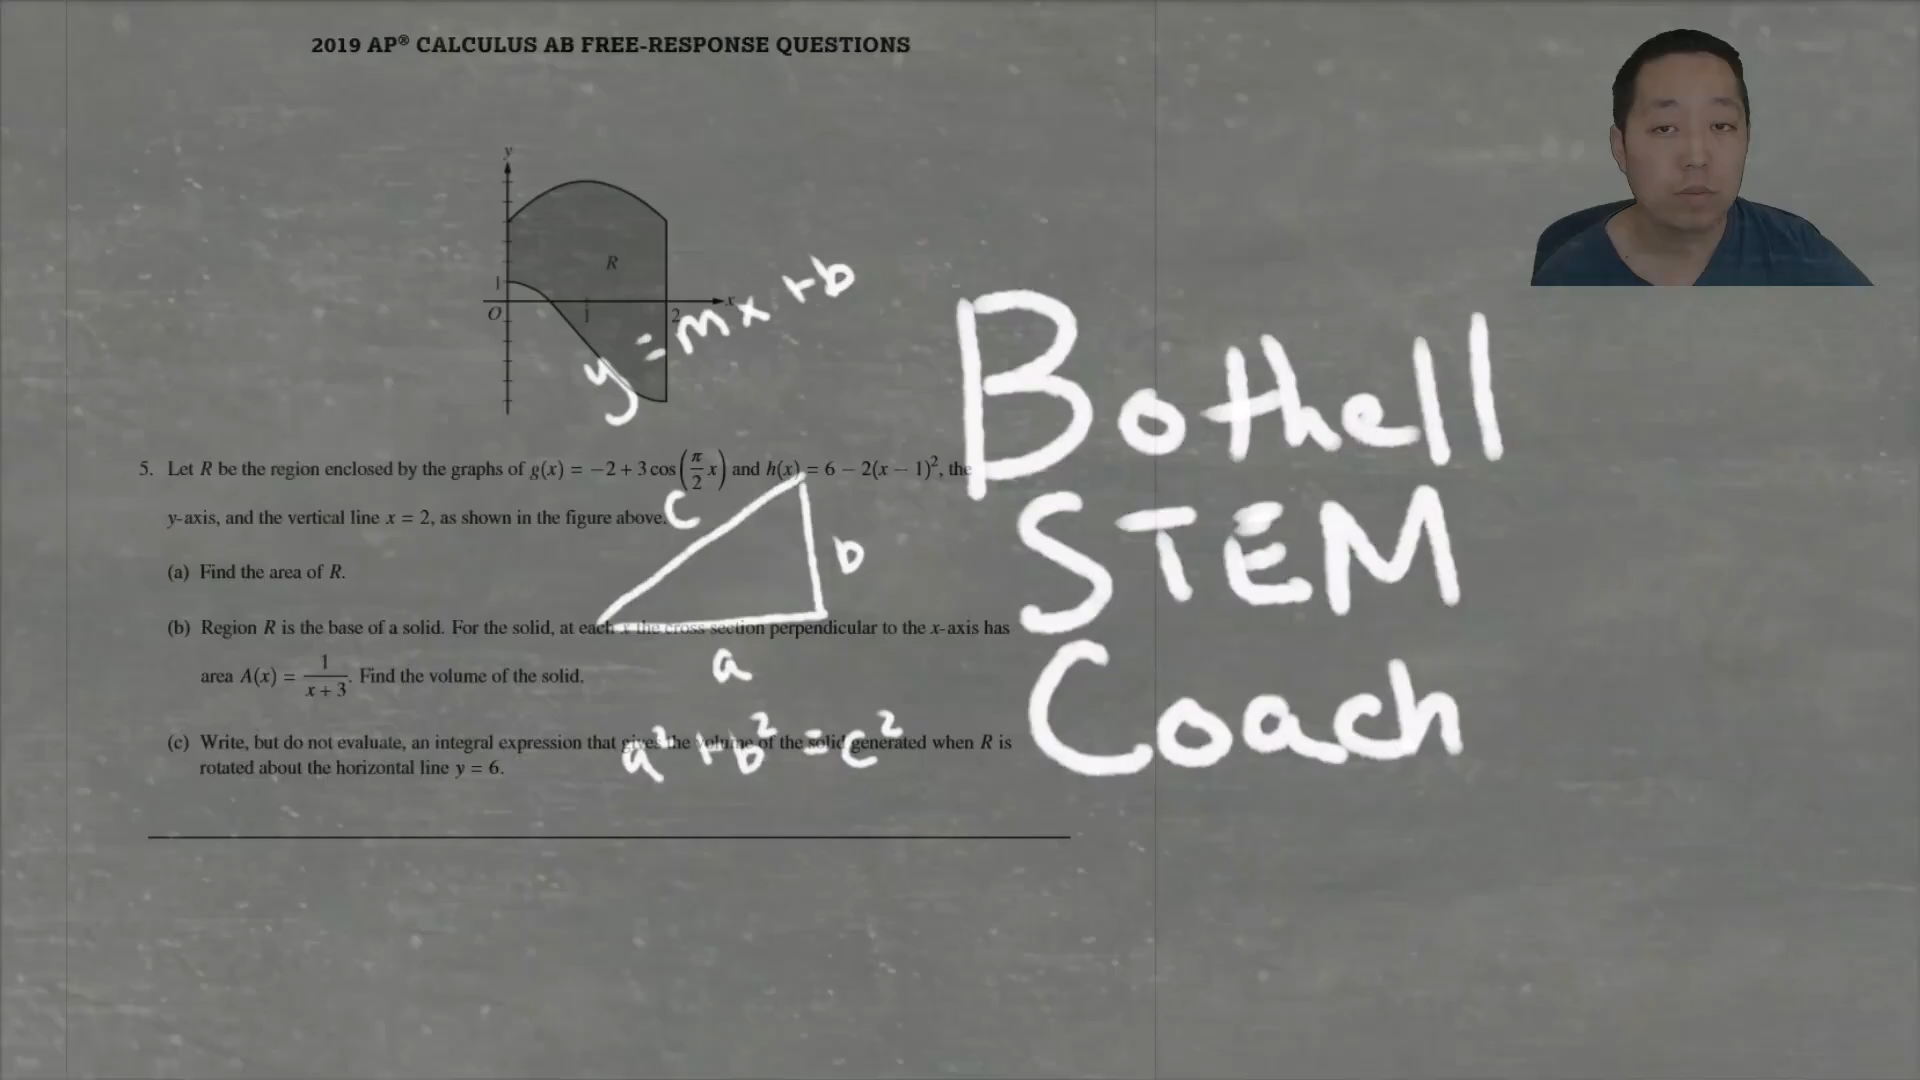 2019 AP® CALCULUS AB FREE-RESPONSE QUESTIONS
y
R
1
O
1
2
x
y = mx + b
Bothell
STEM
Coach
5. Let R be the region enclosed by the graphs of g(x) = −2 + 3 cos(π/2 x) and h(x) = 6 − 2(x − 1)², the
y-axis, and the vertical line x = 2, as shown in the figure above.
c
b
a
a² + b² = c²
(a) Find the area of R.
(b) Region R is the base of a solid. For the solid, at each x the cross section perpendicular to the x-axis has
area A(x) = 1/(x + 3). Find the volume of the solid.
(c) Write, but do not evaluate, an integral expression that gives the volume of the solid generated when R is
rotated about the horizontal line y = 6.